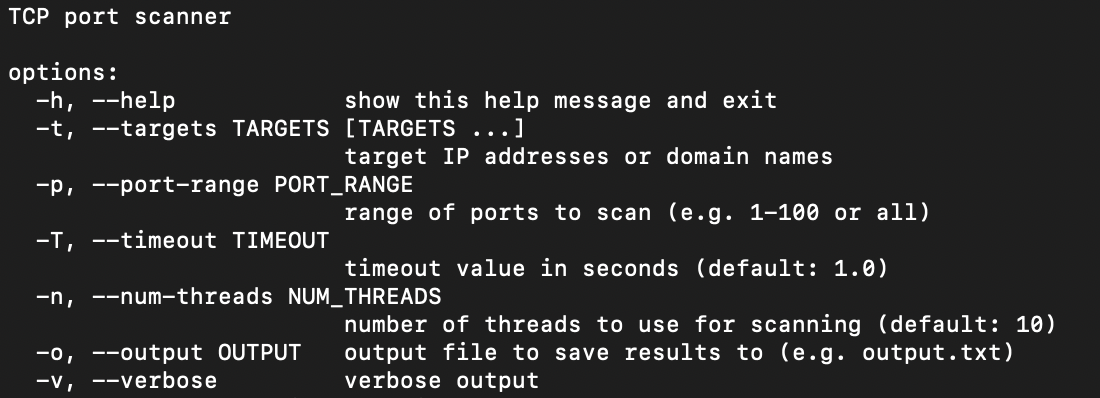 TCP port scanner
options:
-h, --help show this help message and exit
-t, --targets TARGETS [TARGETS ...]
target IP addresses or domain names
-p, --port-range PORT_RANGE
range of ports to scan (e.g. 1-100 or all)
-T, --timeout TIMEOUT
timeout value in seconds (default: 1.0)
-n, --num-threads NUM_THREADS
number of threads to use for scanning (default: 10)
-o, --output OUTPUT output file to save results to (e.g. output.txt)
-v, --verbose verbose output